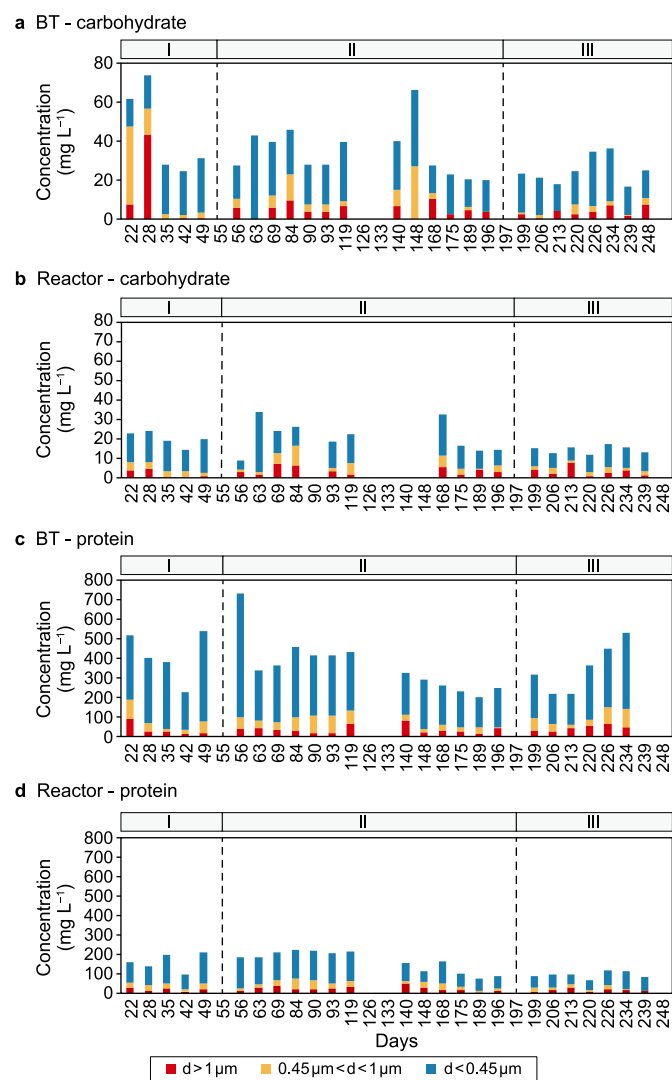 a BT - carbohydrate
I II III
Concentration
(mg L⁻¹)
80
60
40
20
0
22 28 35 42 49 55 56 63 69 84 90 93 119 126 133 140 148 168 175 189 196 197 199 206 213 220 226 234 239 248
b Reactor - carbohydrate
I II III
Concentration
(mg L⁻¹)
80
70
60
50
40
30
20
10
0
22 28 35 42 49 55 56 63 69 84 90 93 119 126 133 140 148 168 175 189 196 197 199 206 213 220 226 234 239 248
c BT - protein
I II III
Concentration
(mg L⁻¹)
800
700
600
500
400
300
200
100
0
22 28 35 42 49 55 56 63 69 84 90 93 119 126 133 140 148 168 175 189 196 197 199 206 213 220 226 234 239 248
d Reactor - protein
I II III
Concentration
(mg L⁻¹)
800
700
600
500
400
300
200
100
0
22 28 35 42 49 55 56 63 69 84 90 93 119 126 133 140 148 168 175 189 196 197 199 206 213 220 226 234 239 248
Days
d>1µm 0.45µm<d<1µm d<0.45µm